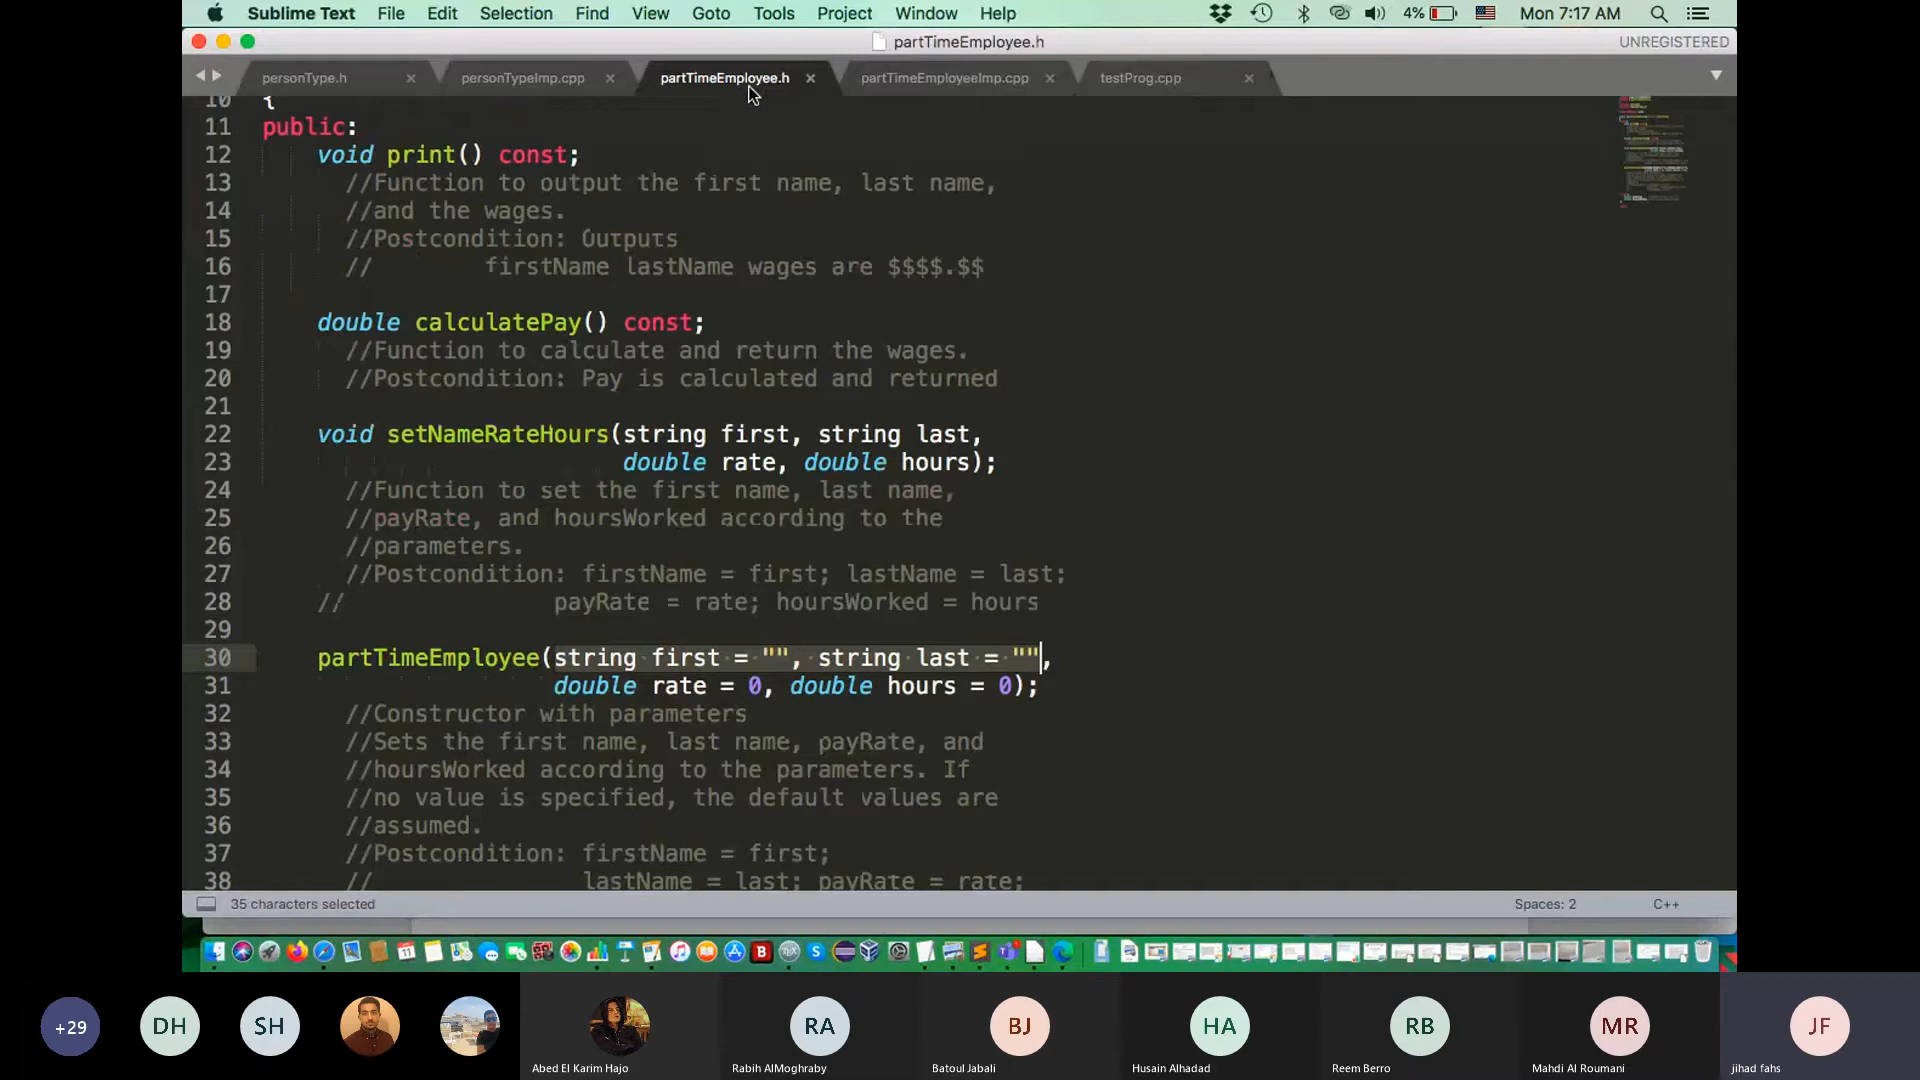 Sublime Text File Edit Selection Find View Goto Tools Project Window Help 4% Mon 7:17 AM
partTimeEmployee.h UNREGISTERED
personType.h personTypeImp.cpp partTimeEmployee.h partTimeEmployeeImp.cpp testProg.cpp
10 {
11 public:
12 void print() const;
13 //Function to output the first name, last name,
14 //and the wages.
15 //Postcondition: Outputs
16 // firstName lastName wages are $$$$.$$
17
18 double calculatePay() const;
19 //Function to calculate and return the wages.
20 //Postcondition: Pay is calculated and returned
21
22 void setNameRateHours(string first, string last,
23 double rate, double hours);
24 //Function to set the first name, last name,
25 //payRate, and hoursWorked according to the
26 //parameters.
27 //Postcondition: firstName = first; lastName = last;
28 // payRate = rate; hoursWorked = hours
29
30 partTimeEmployee(string first = "", string last = "",
31 double rate = 0, double hours = 0);
32 //Constructor with parameters
33 //Sets the first name, last name, payRate, and
34 //hoursWorked according to the parameters. If
35 //no value is specified, the default values are
36 //assumed.
37 //Postcondition: firstName = first;
38 // lastName = last; payRate = rate;
35 characters selected Spaces: 2 C++
+29 DH SH RA BJ HA RB MR JF
Abed El Karim Hajo Rabih AlMoghraby Batoul Jabali Husain Alhadad Reem Berro Mahdi Al Roumani jihad fahs